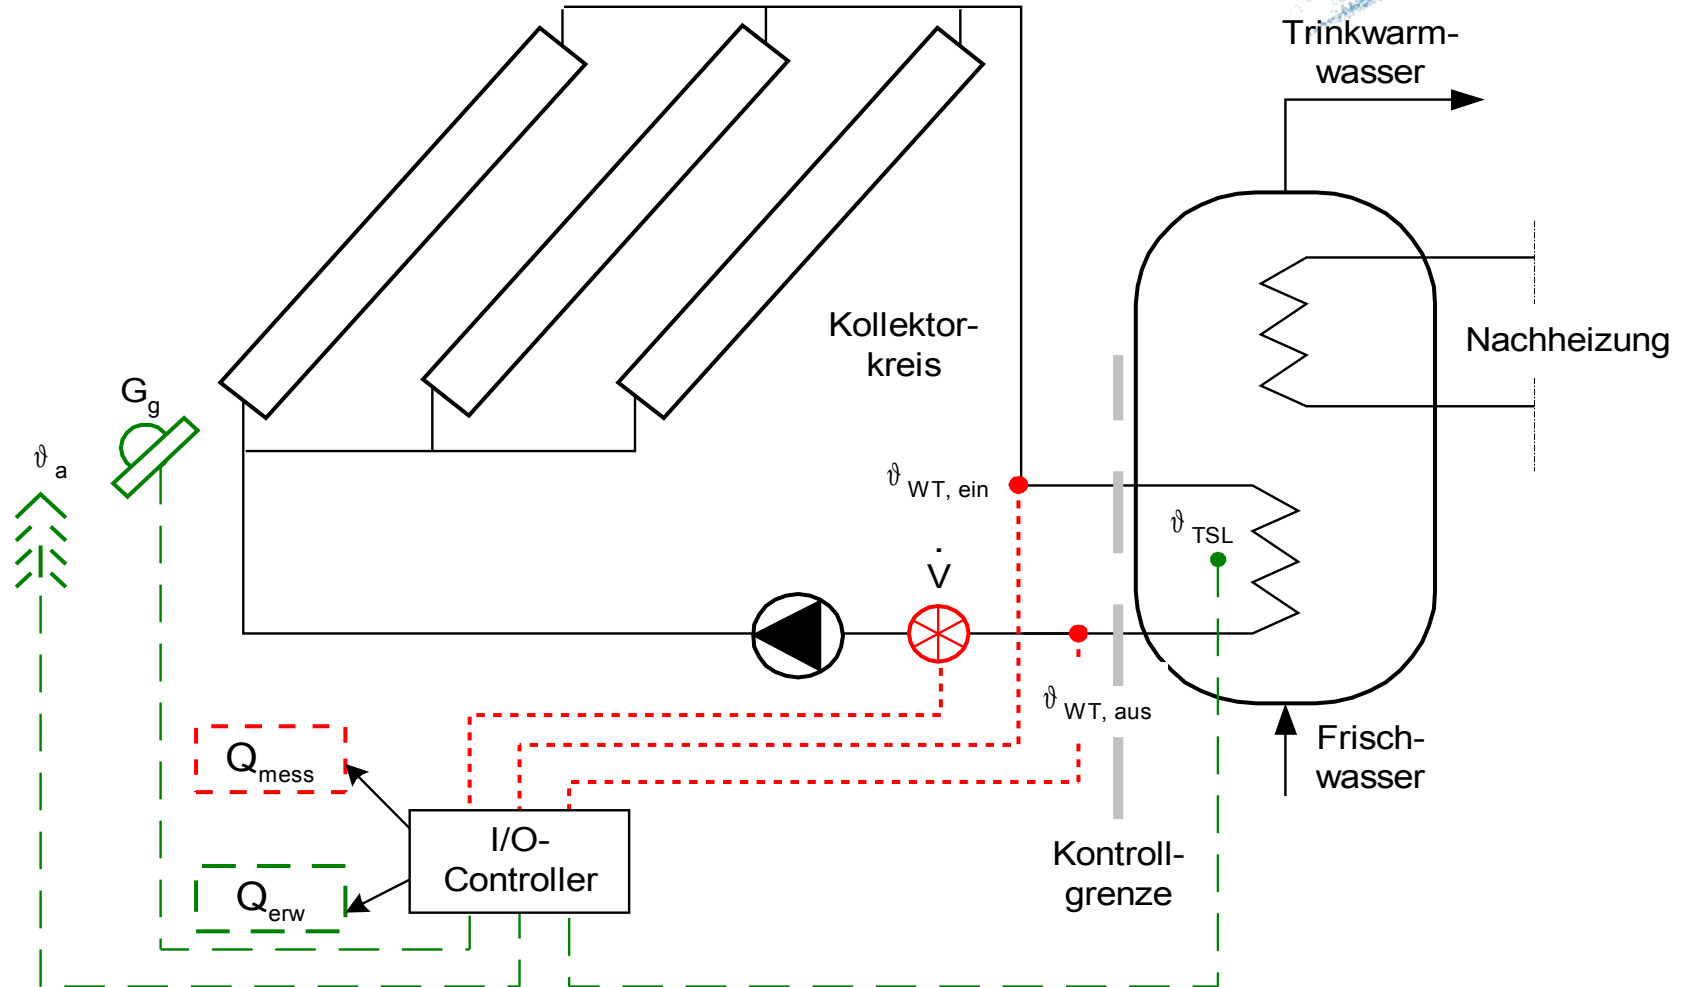 Trinkwarm-
wasser
Kollektor-
kreis
Nachheizung
G g
ϑ a
ϑ WT, ein
ϑ TSL
V̇
ϑ WT, aus
Frisch-
wasser
Q mess
I/O-
Controller
Q erw
Kontroll-
grenze